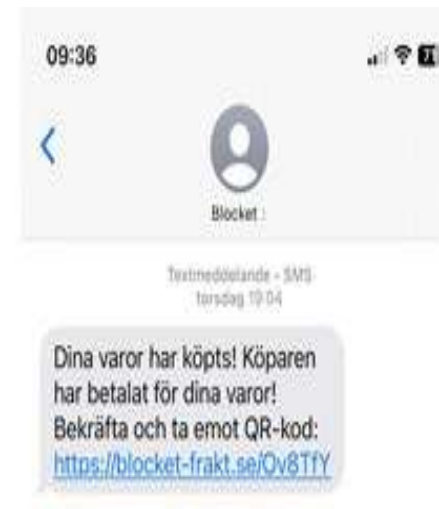 09:36
Blocket
Textmeddelande - SMS
torsdag 19:04
Dina varor har köpts! Köparen
har betalat för dina varor!
Bekräfta och ta emot QR-kod:
https://blocket-frakt.se/Ov8TfY